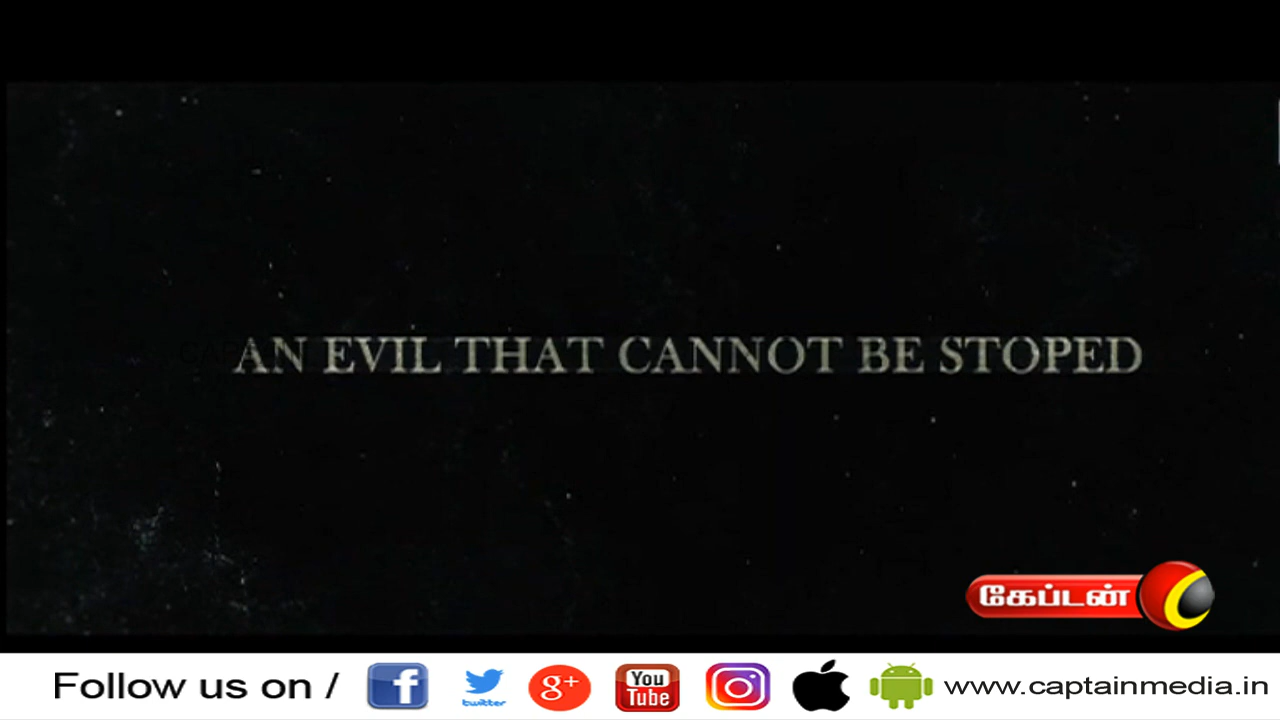 AN EVIL THAT CANNOT BE STOPED
கேப்டன்
Follow us on / f twitter g+ You Tube www.captainmedia.in